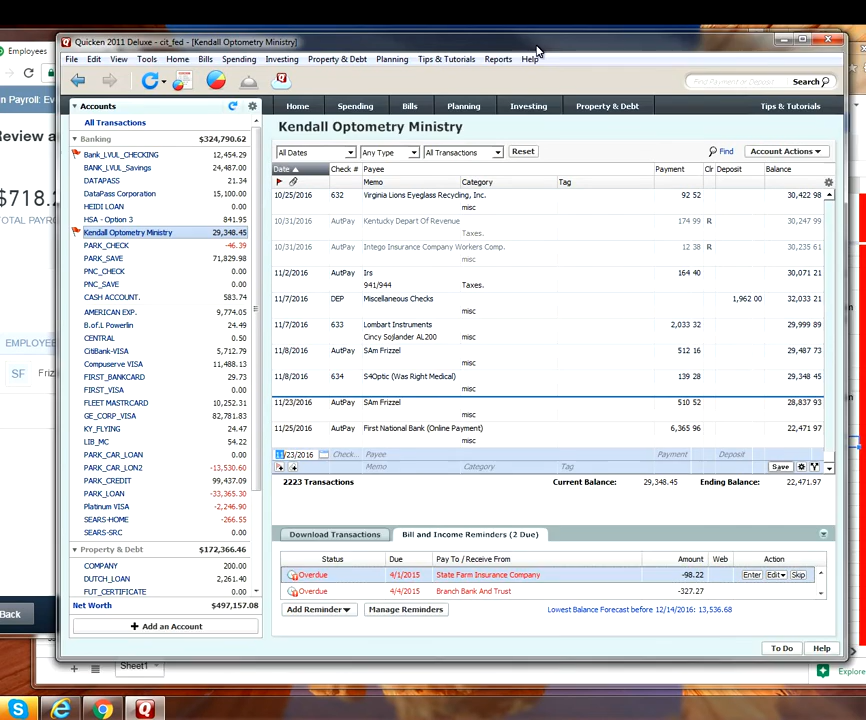 Quicken 2011 Deluxe - cit_fed - [Kendall Optometry Ministry]
File Edit View Tools Home Bills Spending Investing Property & Debt Planning Tips & Tutorials Reports Help
Find Payment or Deposit Search
Accounts
Home Spending Bills Planning Investing Property & Debt Tips & Tutorials
All Transactions
Banking $324,790.62
Bank_LVUL_CHECKING 12,454.29
BANK_LVUL_Savings 24,487.00
DATAPASS 21.34
DataPass Corporation 15,930.10
HEIDI LOAN 0.00
HSA - Option 3 841.95
Kendall Optometry Ministry 29,348.45
PARK_CHECK -46.39
PARK_SAVE 71,829.98
PNC_CHECK 0.00
PNC_SAVE 0.00
CASH ACCOUNT. 583.74
AMERICAN EXP. 9,774.05
B.of.L Powerlin 24.49
CENTRAL 0.50
CitiBank-VISA 5,712.79
Compuserve VISA 11,488.13
FIRST_BANKCARD 29.73
FIRST_VISA 0.00
FLEET MASTRCARD 10,252.31
GE_CORP_VISA 82,781.83
KY_FLYING 24.47
LIB_MC 54.22
PARK_CAR_LOAN 0.00
PARK_CAR_LON2 -13,530.60
PARK_CREDIT 99,437.09
PARK_LOAN -33,365.30
Platinum VISA -2,246.90
SEARS-HOME -266.55
SEARS-SRC 0.00
Property & Debt $172,366.46
COMPANY 200.00
DUTCH_LOAN 2,261.40
FUT_CERTIFICATE 0.00
Net Worth $497,157.08
Add an Account
Kendall Optometry Ministry
All Dates Any Type All Transactions Reset Find Account Actions
Date Check # Payee Payment Clr Deposit Balance
Memo Category Tag
10/25/2016 632 Virginia Lions Eyeglass Recycling, Inc. 92 52 30,422 98
misc
10/31/2016 AutPay Kentucky Depart Of Revenue 174 99 R 30,247 99
Taxes.
10/31/2016 AutPay Intego Insurance Company Workers Comp. 12 38 R 30,235 61
misc
11/2/2016 AutPay Irs 164 40 30,071 21
941/944 Taxes.
11/7/2016 DEP Miscellaneous Checks 1,962 00 32,033 21
misc
11/7/2016 633 Lombart Instruments 2,033 32 29,999 89
Cincy Sojlander AL200 misc
11/8/2016 AutPay SAm Frizzel 512 16 29,487 73
misc
11/8/2016 634 S4Optic (Was Right Medical) 139 28 29,348 45
misc
11/23/2016 AutPay SAm Frizzel 510 52 28,837 93
misc
11/25/2016 AutPay First National Bank (Online Payment) 6,365 96 22,471 97
misc
11/23/2016 Check... Payee Payment Deposit
Memo Category Tag Save
2223 Transactions Current Balance: 29,348.45 Ending Balance: 22,471.97
Download Transactions Bill and Income Reminders (2 Due)
Status Due Pay To / Receive From Amount Web Action
Overdue 4/1/2015 State Farm Insurance Company -98.22 Enter Edit Skip
Overdue 4/4/2015 Branch Bank And Trust -327.27
Add Reminder Manage Reminders Lowest Balance Forecast before 12/14/2016: 13,536.68
To Do Help
Employees
n Payroll:
Review a
$718.2
TOTAL PAYRO
EMPLOYEE
SF Friz
Back
Sheet1
Explore